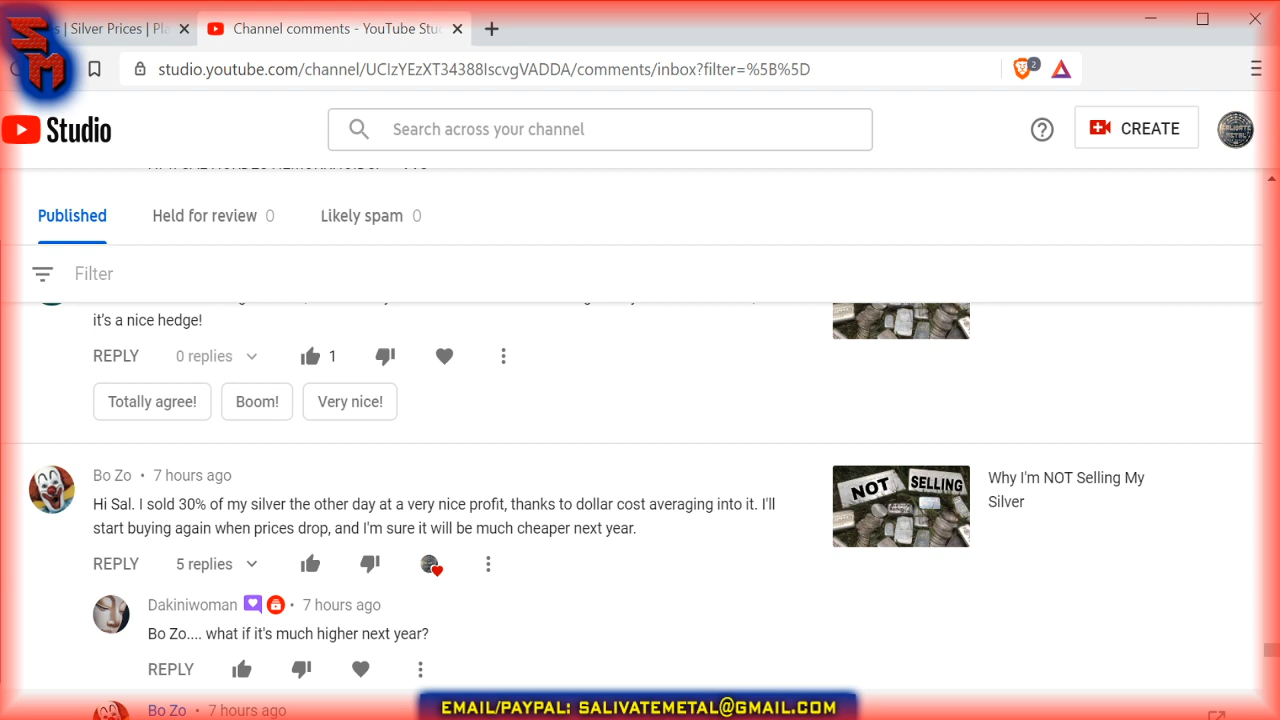 SM
| Silver Prices | Pla
Channel comments - YouTube Stu
studio.youtube.com/channel/UCIzYEzXT34388IscvgVADDA/comments/inbox?filter=%5B%5D
2
Studio
Search across your channel
CREATE
Published
Held for review 0
Likely spam 0
Filter
it's a nice hedge!
REPLY 0 replies 1
Totally agree! Boom! Very nice!
Bo Zo • 7 hours ago
Hi Sal. I sold 30% of my silver the other day at a very nice profit, thanks to dollar cost averaging into it. I'll
start buying again when prices drop, and I'm sure it will be much cheaper next year.
NOT SELLING
Why I'm NOT Selling My
Silver
REPLY 5 replies
Dakiniwoman • 7 hours ago
Bo Zo.... what if it's much higher next year?
REPLY
Bo Zo • 7 hours ago
EMAIL/PAYPAL: SALIVATEMETAL@GMAIL.COM